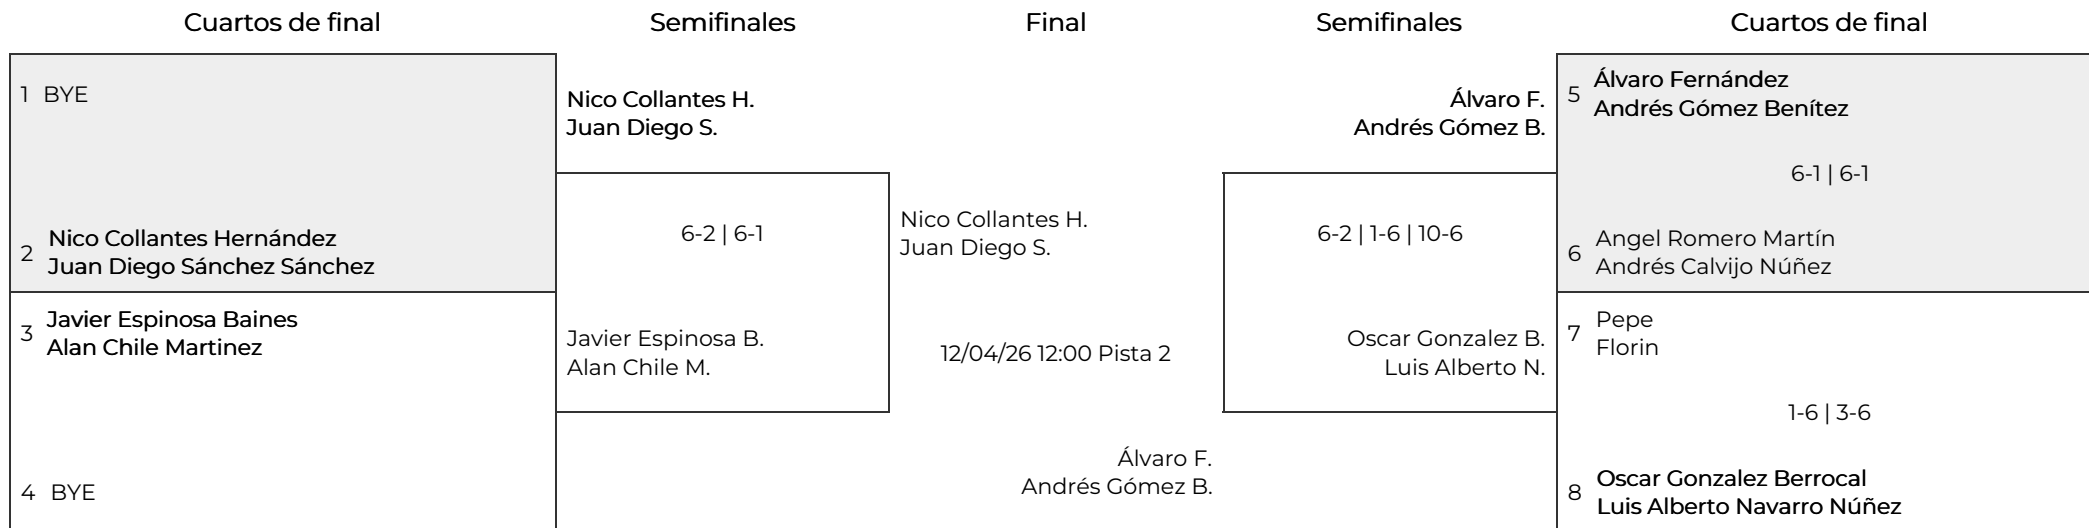 Cuartos de final
Semifinales
Final
Semifinales
Cuartos de final
1 BYE
2 Nico Collantes Hernández
Juan Diego Sánchez Sánchez
3 Javier Espinosa Baines
Alan Chile Martinez
4 BYE
Nico Collantes H.
Juan Diego S.
6-2 | 6-1
Javier Espinosa B.
Alan Chile M.
Nico Collantes H.
Juan Diego S.
12/04/26 12:00 Pista 2
Álvaro F.
Andrés Gómez B.
Álvaro F.
Andrés Gómez B.
6-2 | 1-6 | 10-6
Oscar Gonzalez B.
Luis Alberto N.
5 Álvaro Fernández
Andrés Gómez Benítez
6-1 | 6-1
6 Angel Romero Martín
Andrés Calvijo Núñez
7 Pepe
Florin
1-6 | 3-6
8 Oscar Gonzalez Berrocal
Luis Alberto Navarro Núñez